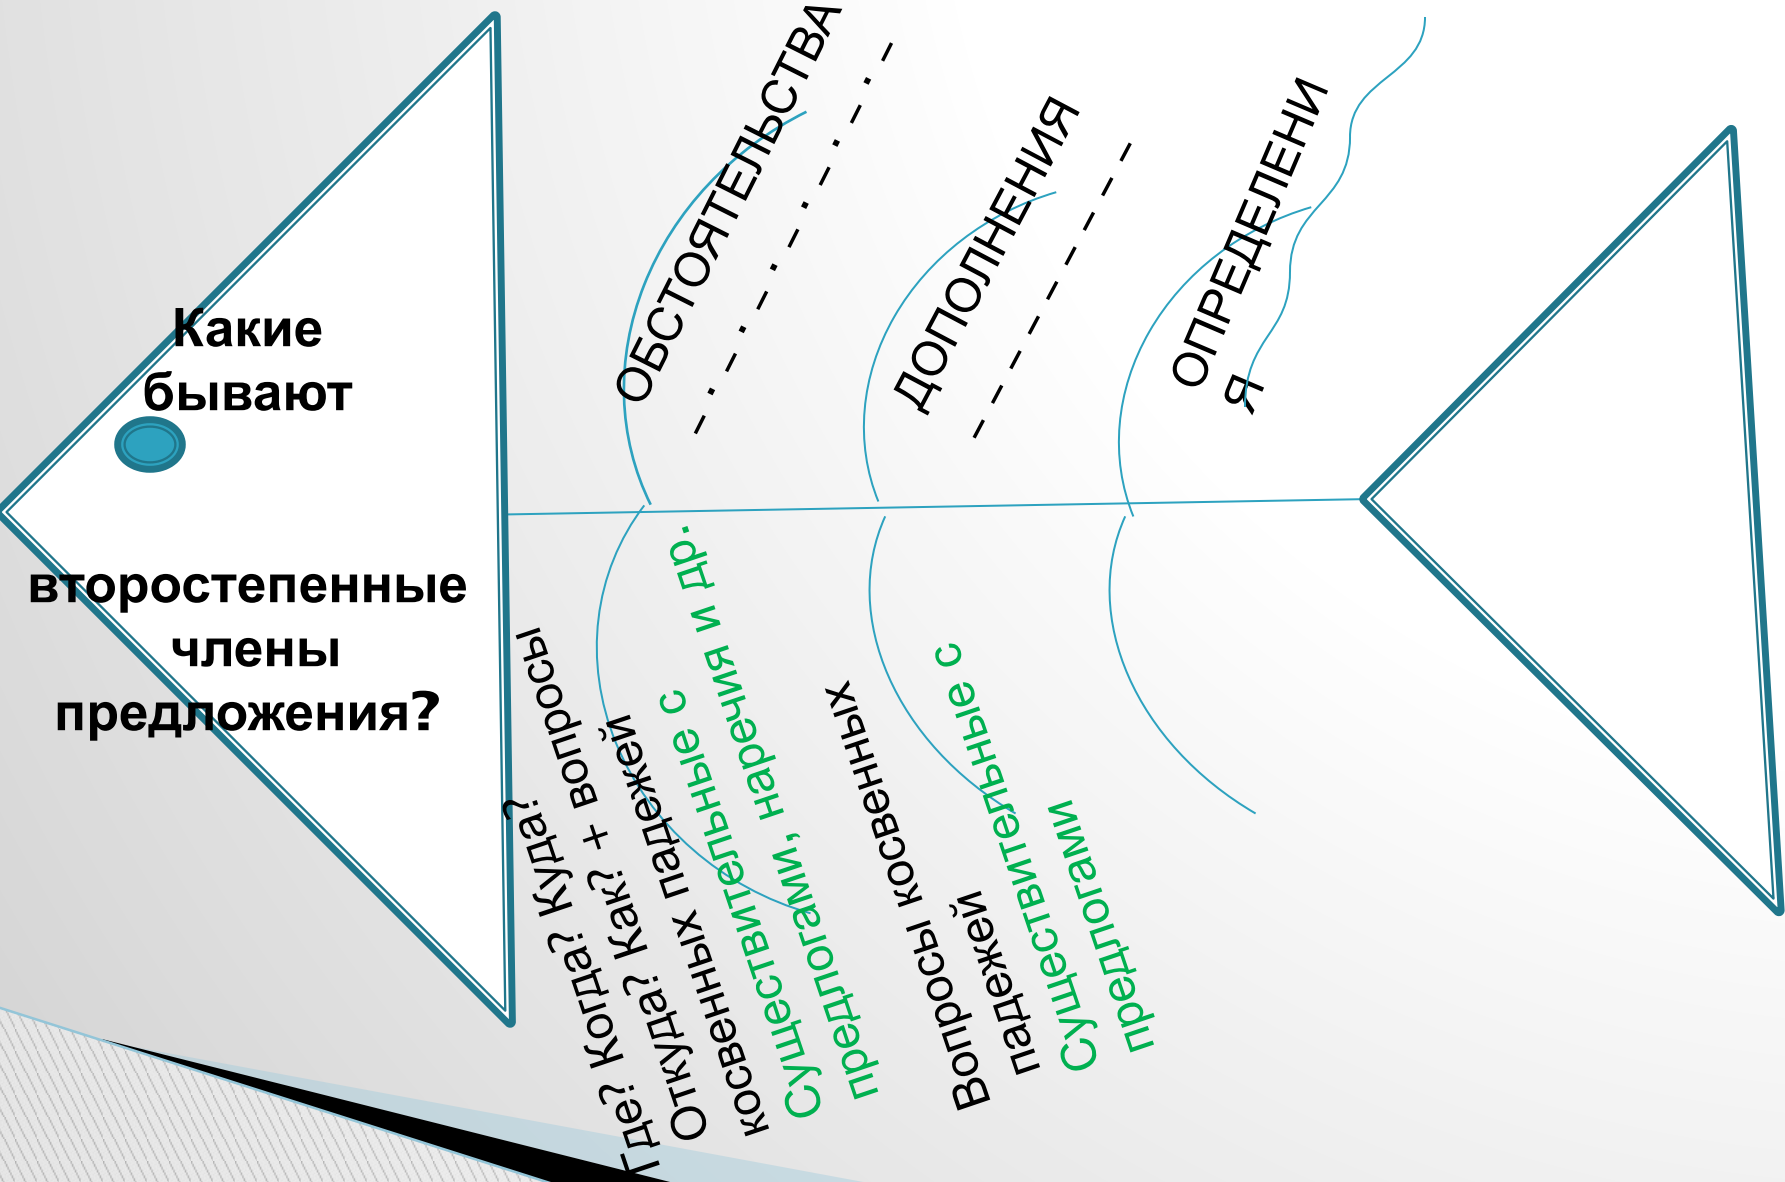 Какие
бывают
второстепенные
члены
предложения?
ОБСТОЯТЕЛЬСТВА
ДОПОЛНЕНИЯ
ОПРЕДЕЛЕНИ
Я
Где? Когда? Куда?
Откуда? Как? + вопросы
косвенных падежей
Существительные с
предлогами, наречия и др.
Вопросы косвенных
падежей
Существительные с
предлогами